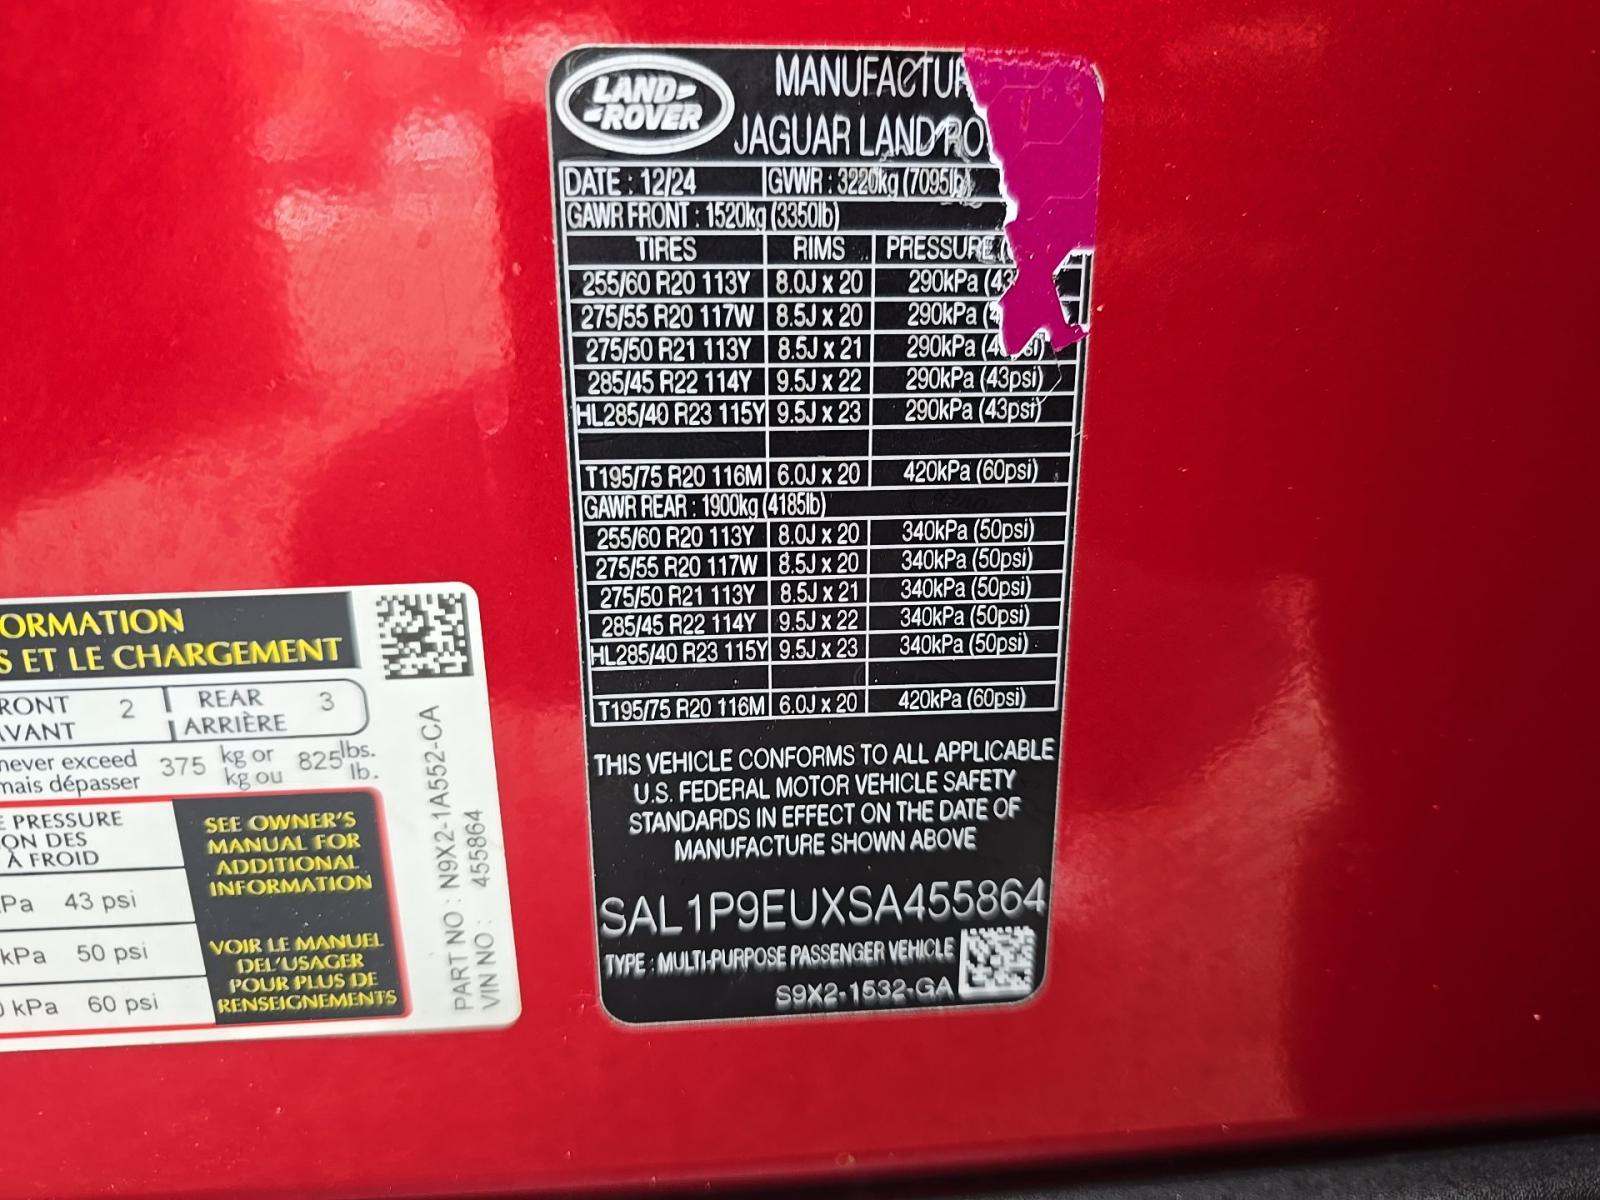 LAND
ROVER
MANUFACTUR
JAGUAR LAND RO
DATE : 12/24 GVWR : 3220kg (7095lb)
GAWR FRONT : 1520kg (3350lb)
TIRES RIMS PRESSURE (
255/60 R20 113Y 8.0J x 20 290kPa (43
275/55 R20 117W 8.5J x 20 290kPa (4
275/50 R21 113Y 8.5J x 21 290kPa (4 psi)
285/45 R22 114Y 9.5J x 22 290kPa (43psi)
HL285/40 R23 115Y 9.5J x 23 290kPa (43psi)
T195/75 R20 116M 6.0J x 20 420kPa (60psi)
GAWR REAR : 1900kg (4185lb)
255/60 R20 113Y 8.0J x 20 340kPa (50psi)
275/55 R20 117W 8.5J x 20 340kPa (50psi)
275/50 R21 113Y 8.5J x 21 340kPa (50psi)
285/45 R22 114Y 9.5J x 22 340kPa (50psi)
HL285/40 R23 115Y 9.5J x 23 340kPa (50psi)
T195/75 R20 116M 6.0J x 20 420kPa (60psi)
THIS VEHICLE CONFORMS TO ALL APPLICABLE
U.S. FEDERAL MOTOR VEHICLE SAFETY
STANDARDS IN EFFECT ON THE DATE OF
MANUFACTURE SHOWN ABOVE
SAL1P9EUXSA455864
TYPE : MULTI-PURPOSE PASSENGER VEHICLE
S9X2-1532-GA
ORMATION
S ET LE CHARGEMENT
RONT 2 REAR 3
AVANT ARRIÈRE
never exceed 375 kg or 825 lbs.
mais dépasser kg ou lb.
E PRESSURE
ON DES
À FROID
Pa 43 psi
kPa 50 psi
0 kPa 60 psi
SEE OWNER'S
MANUAL FOR
ADDITIONAL
INFORMATION
VOIR LE MANUEL
DEL'USAGER
POUR PLUS DE
RENSEIGNEMENTS
PART NO : N9X2-1A552-CA
VIN NO : 455864